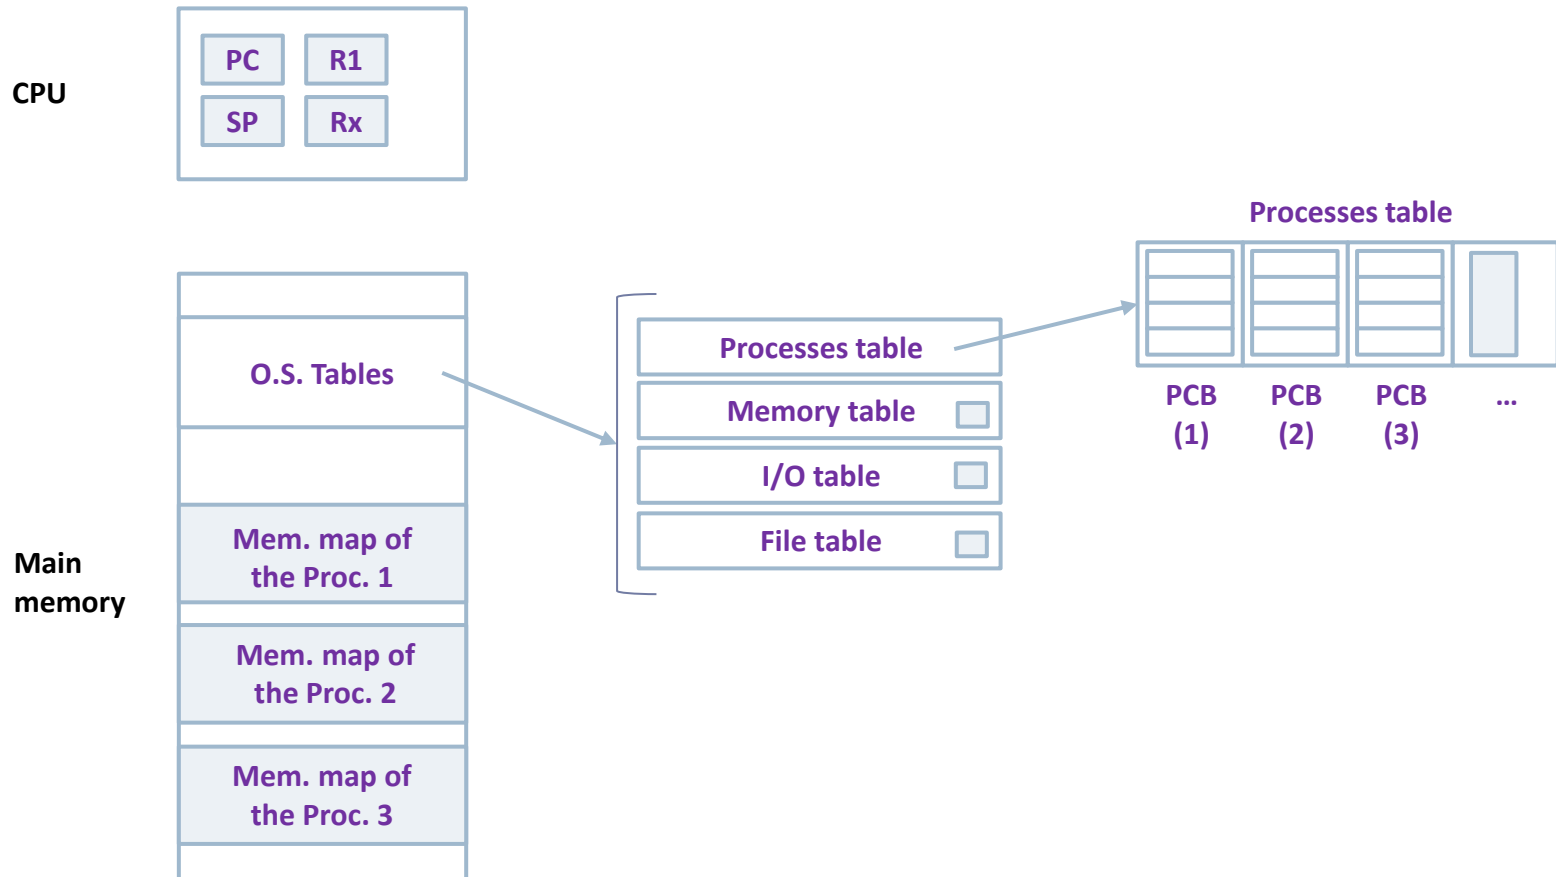 CPU
PC
R1
SP
Rx
Main
memory
O.S. Tables
Mem. map of
the Proc. 1
Mem. map of
the Proc. 2
Mem. map of
the Proc. 3
Processes table
Memory table
I/O table
File table
Processes table
PCB
(1)
PCB
(2)
PCB
(3)
...